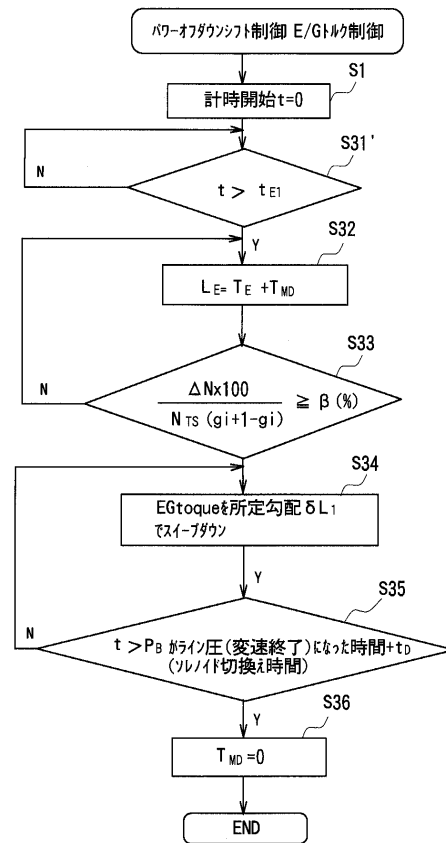 パワーオフダウンシフト制御 E/Gトルク制御
S1
計時開始t=0
S31'
N
t > tE1
Y
S32
LE= TE +TMD
S33
N
ΔN×100
NTS (gi+1-gi)
≧ β (%)
S34
EGtoqueを所定勾配 δL1
でスイープダウン
Y
S35
N
t >PB がライン圧(変速終了)になった時間+tD
(ソレノイド切換え時間)
Y
S36
TMD =0
END